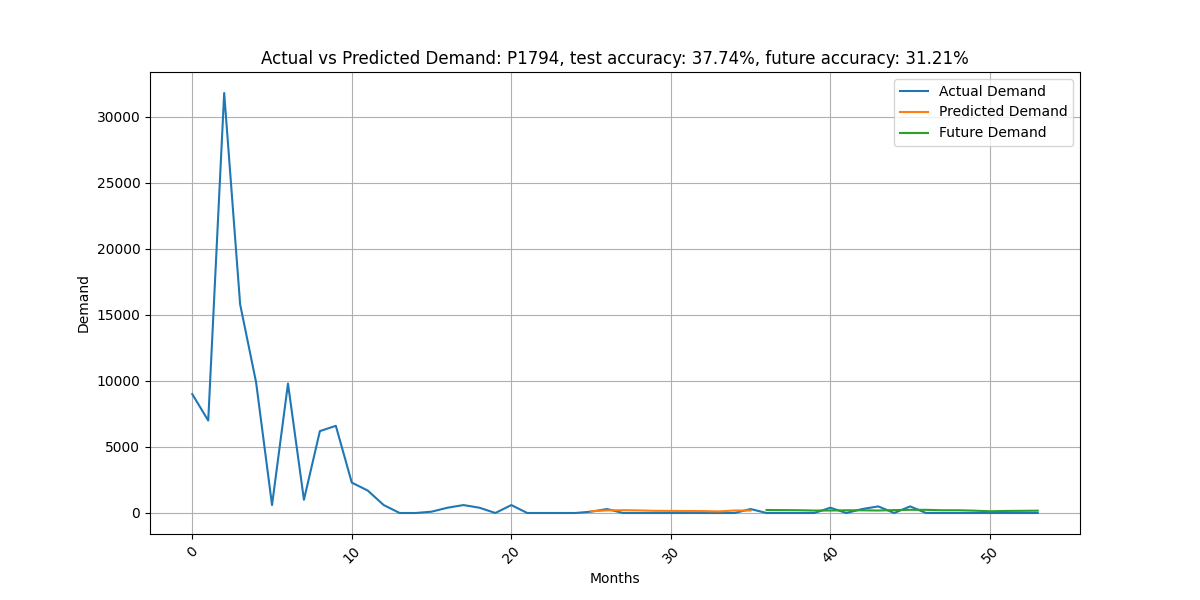 Actual vs Predicted Demand: P1794, test accuracy: 37.74%, future accuracy: 31.21%
Actual Demand
Predicted Demand
Future Demand
30000
25000
20000
15000
10000
5000
0
Demand
0
10
20
30
40
50
Months